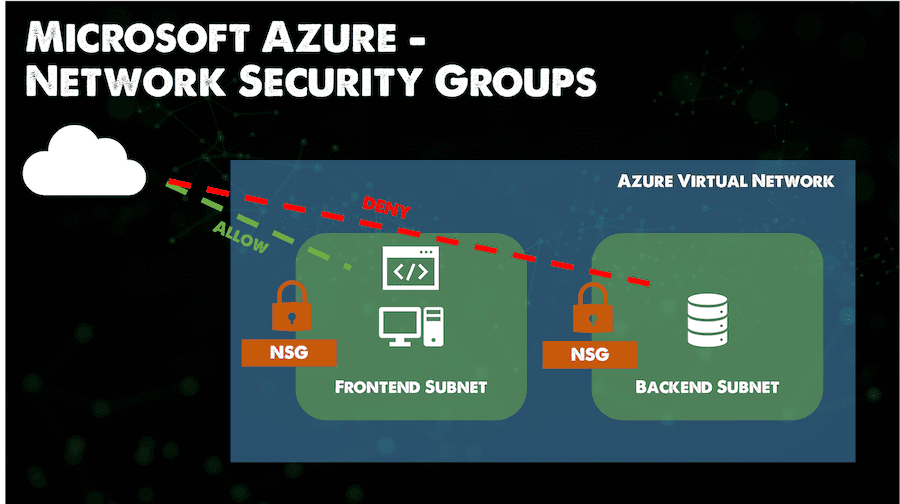 Microsoft Azure -
Network Security Groups
Azure Virtual Network
DENY
ALLOW
</>
NSG
NSG
Frontend Subnet
Backend Subnet